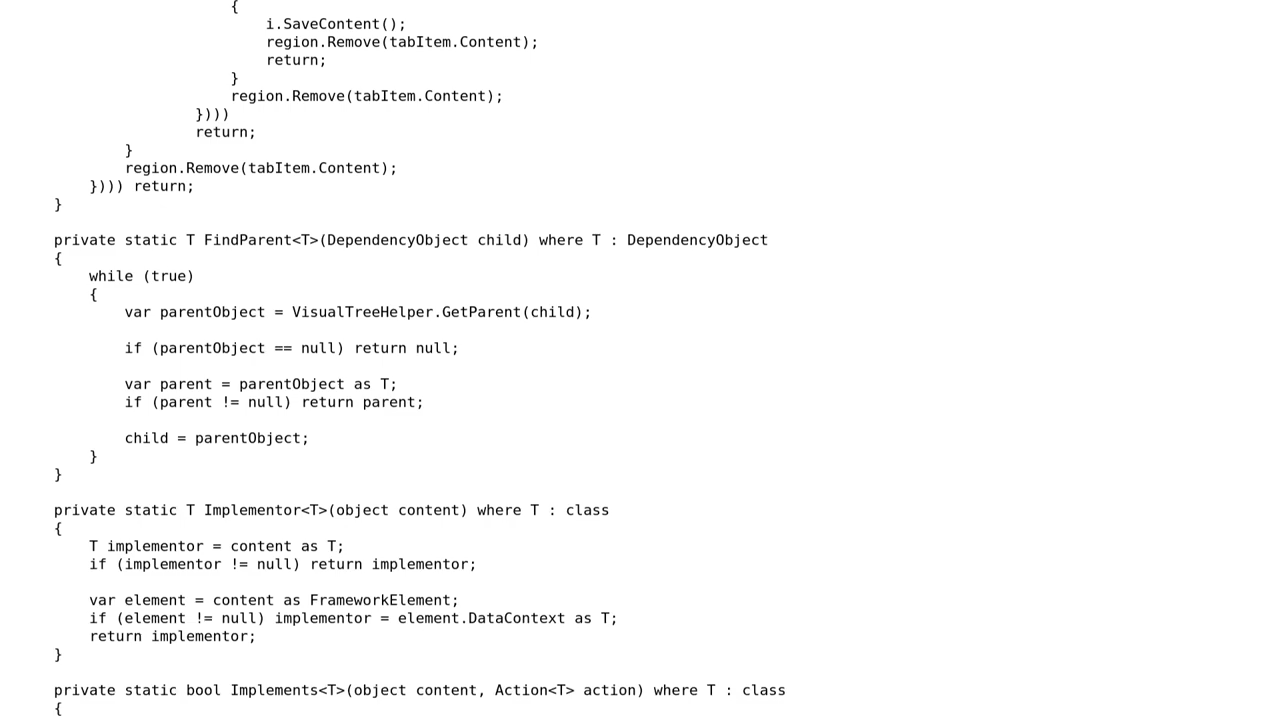 {
i.SaveContent();
region.Remove(tabItem.Content);
return;
}
region.Remove(tabItem.Content);
})))
return;
}
region.Remove(tabItem.Content);
}))) return;
}
private static T FindParent<T>(DependencyObject child) where T : DependencyObject
{
while (true)
{
var parentObject = VisualTreeHelper.GetParent(child);
if (parentObject == null) return null;
var parent = parentObject as T;
if (parent != null) return parent;
child = parentObject;
}
}
private static T Implementor<T>(object content) where T : class
{
T implementor = content as T;
if (implementor != null) return implementor;
var element = content as FrameworkElement;
if (element != null) implementor = element.DataContext as T;
return implementor;
}
private static bool Implements<T>(object content, Action<T> action) where T : class
{